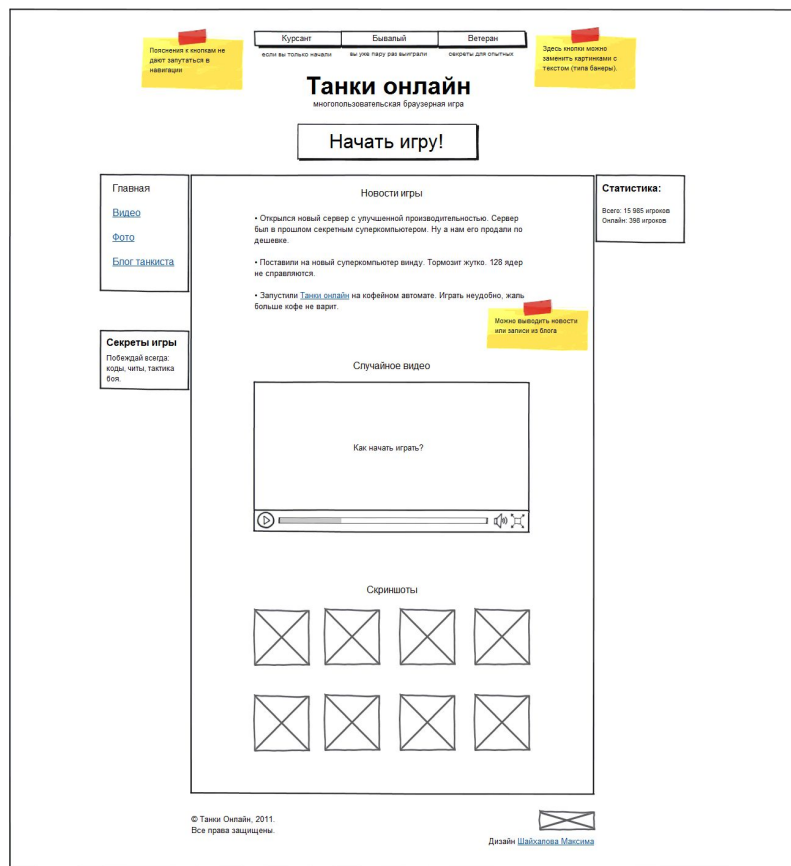 Пояснения к кнопкам не
дают запутаться в
навигации
Курсант
Бывалый
Ветеран
если вы только начали
вы уже пару раз выиграли
секреты для опытных
Здесь кнопки можно
заменить картинками с
текстом (типа банеры).
Танки онлайн
многопользовательская браузерная игра
Начать игру!
Главная
Видео
Фото
Блог танкиста
Секреты игры
Побеждай всегда:
коды, читы, тактика
боя.
Новости игры
• Открылся новый сервер с улучшенной производительностью. Сервер
был в прошлом секретным суперкомпьютером. Ну а нам его продали по
дешевке.
• Поставили на новый суперкомпьютер винду. Тормозит жутко. 128 ядер
не справляются.
• Запустили Танки онлайн на кофейном автомате. Играть неудобно, жаль
больше кофе не варит.
Можно выводить новости
или записи из блога
Статистика:
Всего: 15 985 игроков
Онлайн: 398 игроков
Случайное видео
Как начать играть?
Скриншоты
© Танки Онлайн, 2011.
Все права защищены.
Дизайн Шайхалова Максима